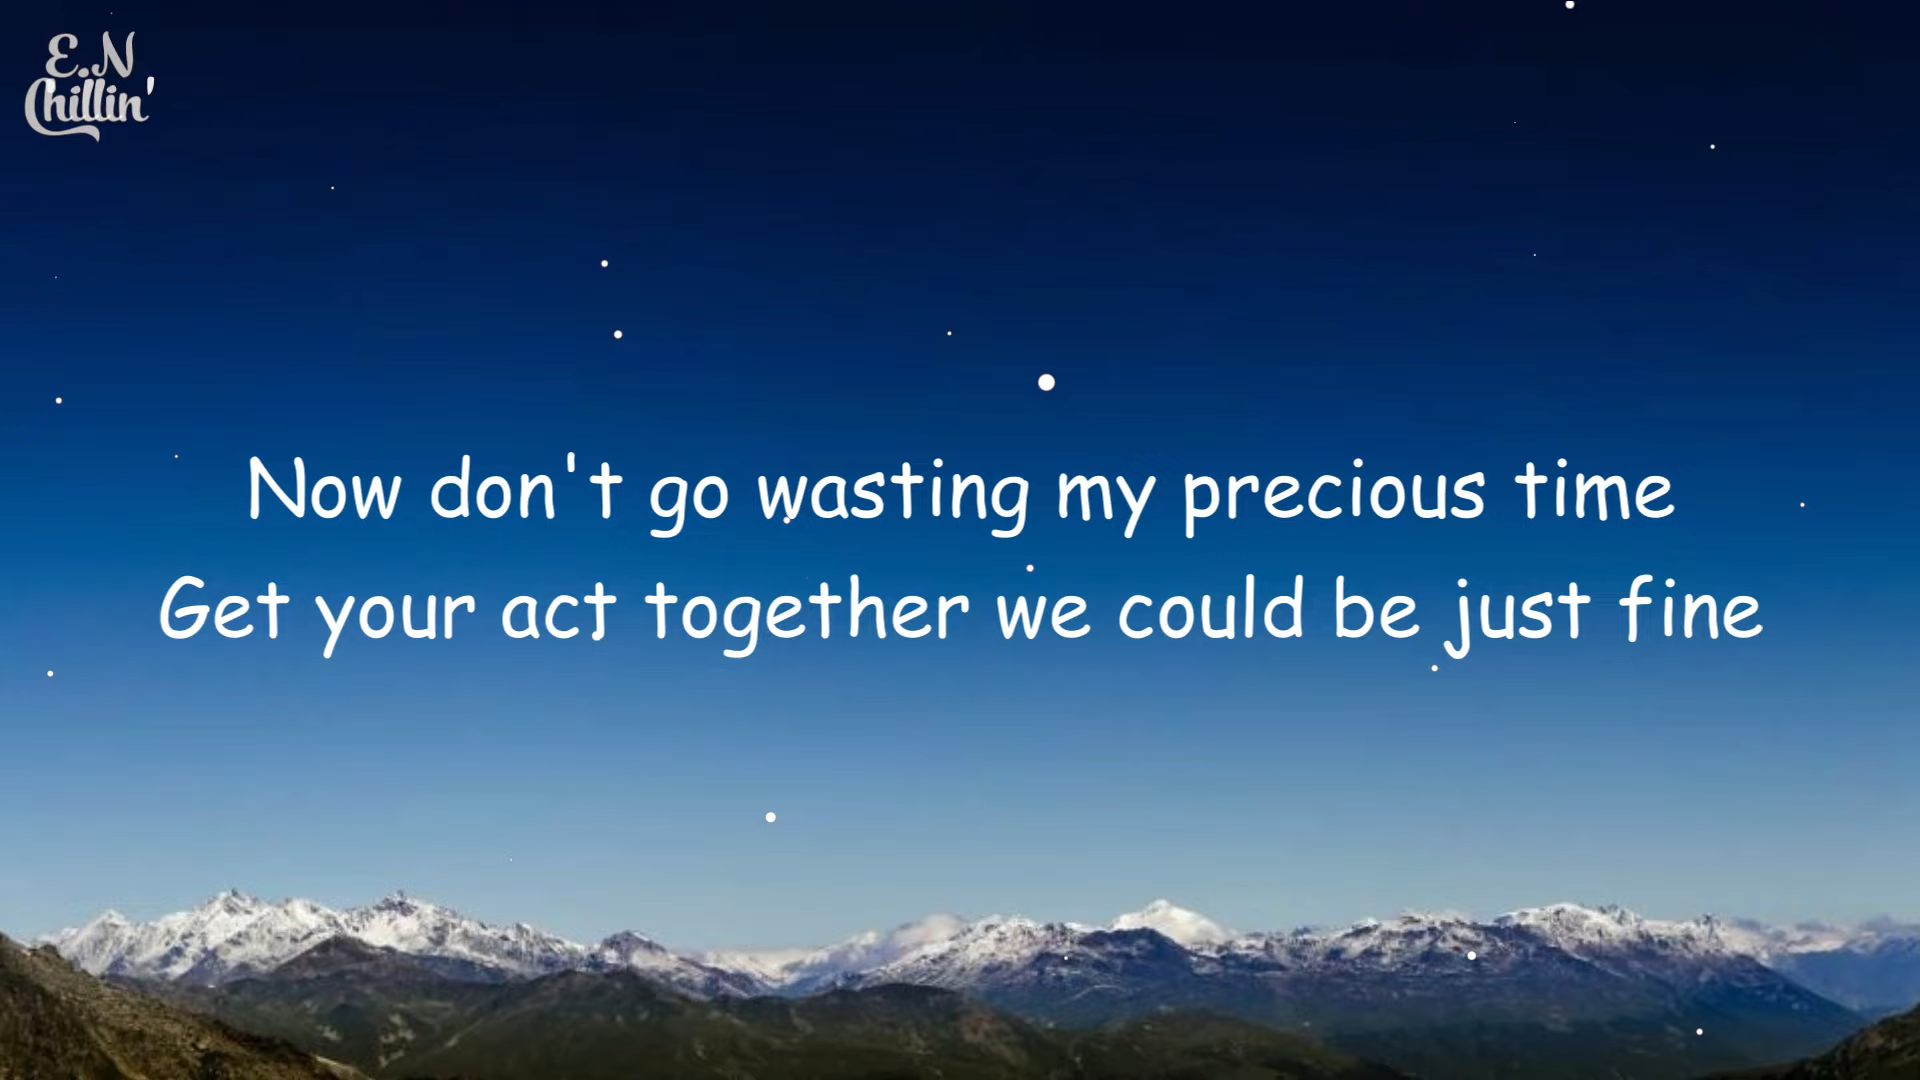 E.N
Chillin'
Now don't go wasting my precious time
Get your act together we could be just fine